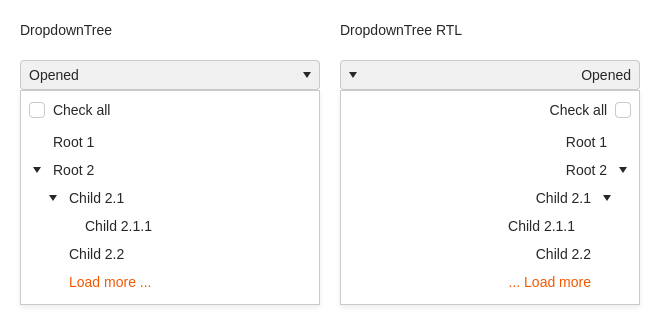 DropdownTree
Opened
Check all
Root 1
Root 2
Child 2.1
Child 2.1.1
Child 2.2
Load more ...
DropdownTree RTL
Opened
Check all
Root 1
Root 2
Child 2.1
Child 2.1.1
Child 2.2
... Load more